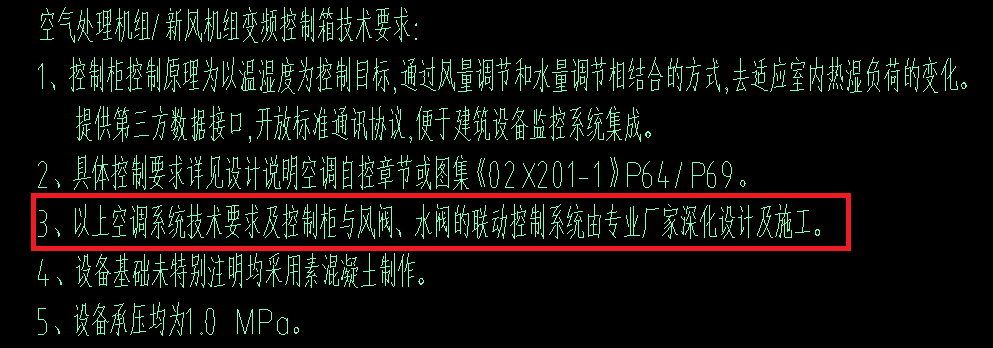 空气处理机组/新风机组变频控制箱技术要求:
1、控制柜控制原理为以温湿度为控制目标,通过风量调节和水量调节相结合的方式,去适应室内热湿负荷的变化。
提供第三方数据接口,开放标准通讯协议,便于建筑设备监控系统集成。
2、具体控制要求详见设计说明空调自控章节或图集《02X201-1》P64/P69。
3、以上空调系统技术要求及控制柜与风阀、水阀的联动控制系统由专业厂家深化设计及施工。
4、设备基础未特别注明均采用素混凝土制作。
5、设备承压均为1.0 MPa。